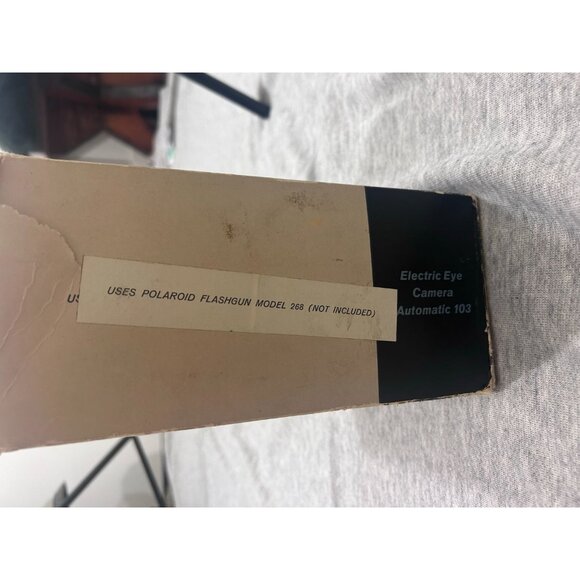 USES POLAROID FLASHGUN MODEL 268 (NOT INCLUDED)
US
Electric Eye
Camera
Automatic 103